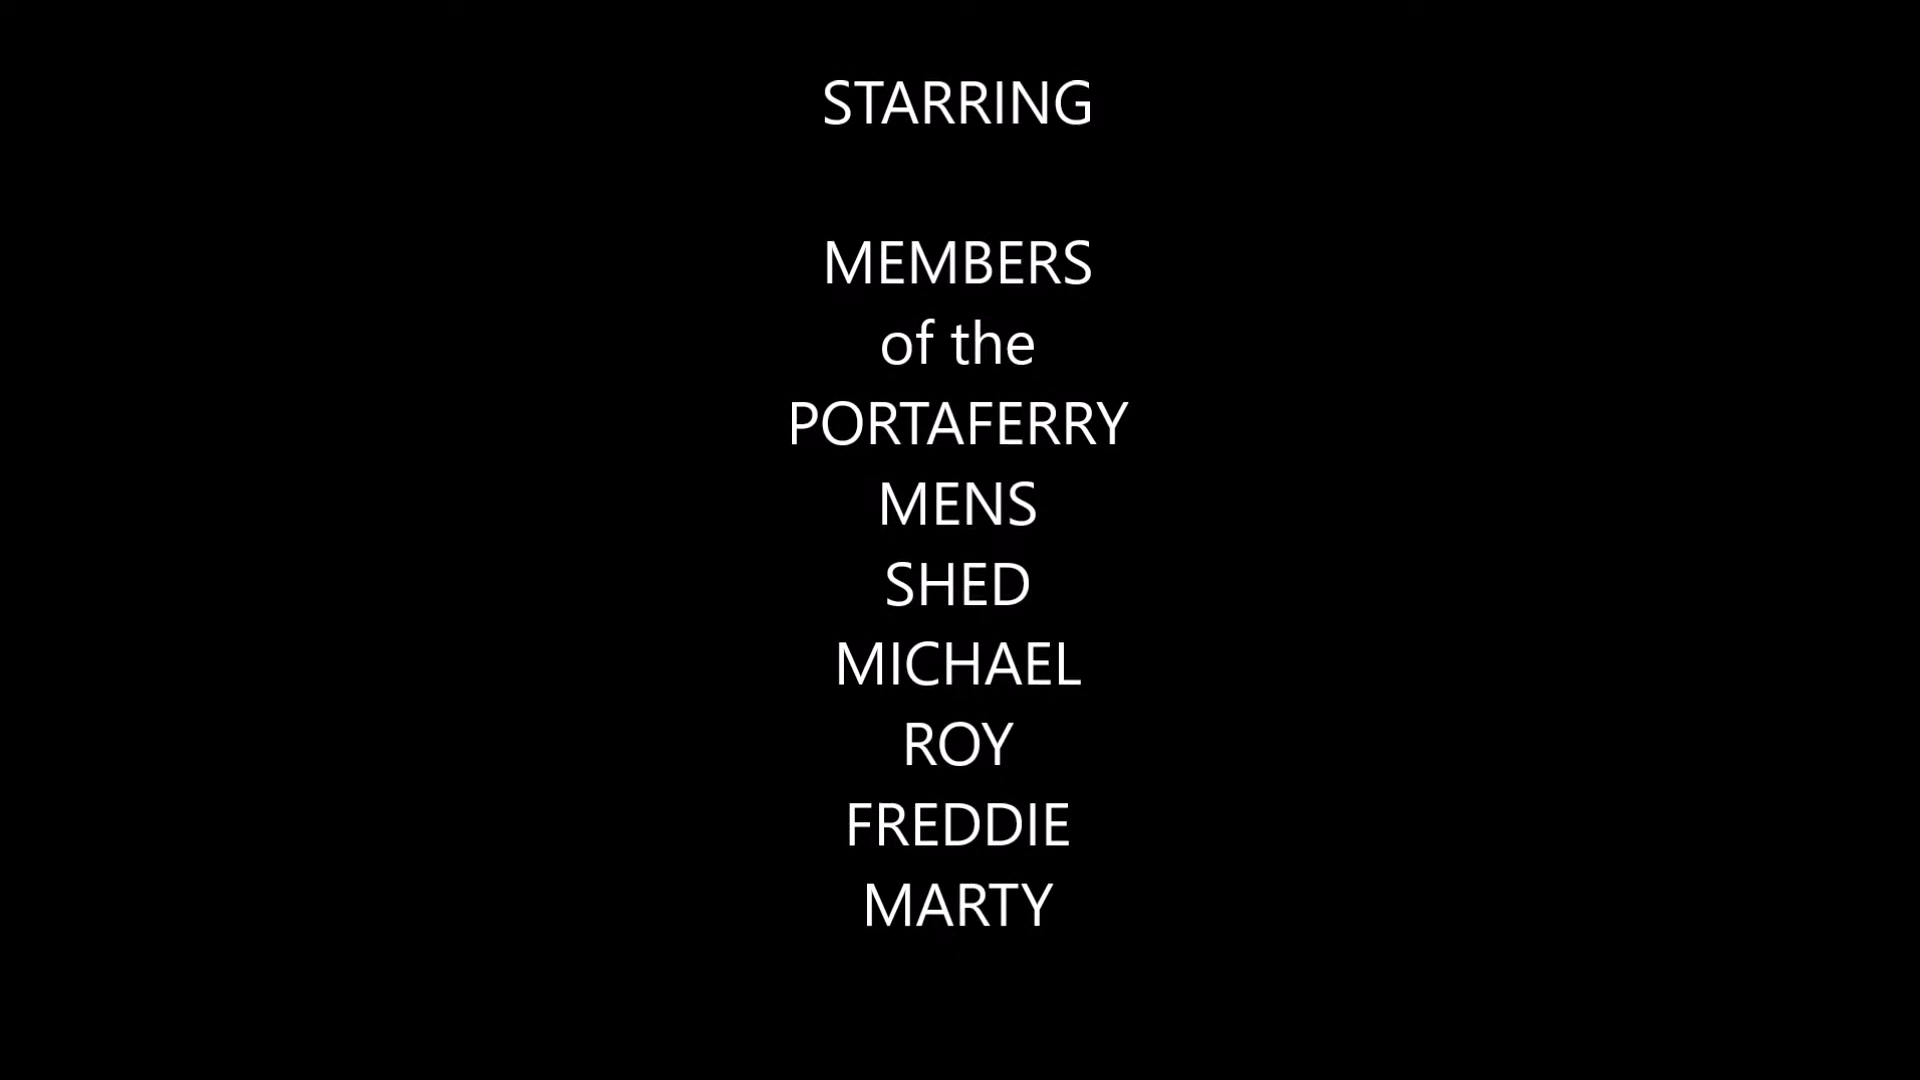 STARRING
MEMBERS
of the
PORTAFERRY
MENS
SHED
MICHAEL
ROY
FREDDIE
MARTY